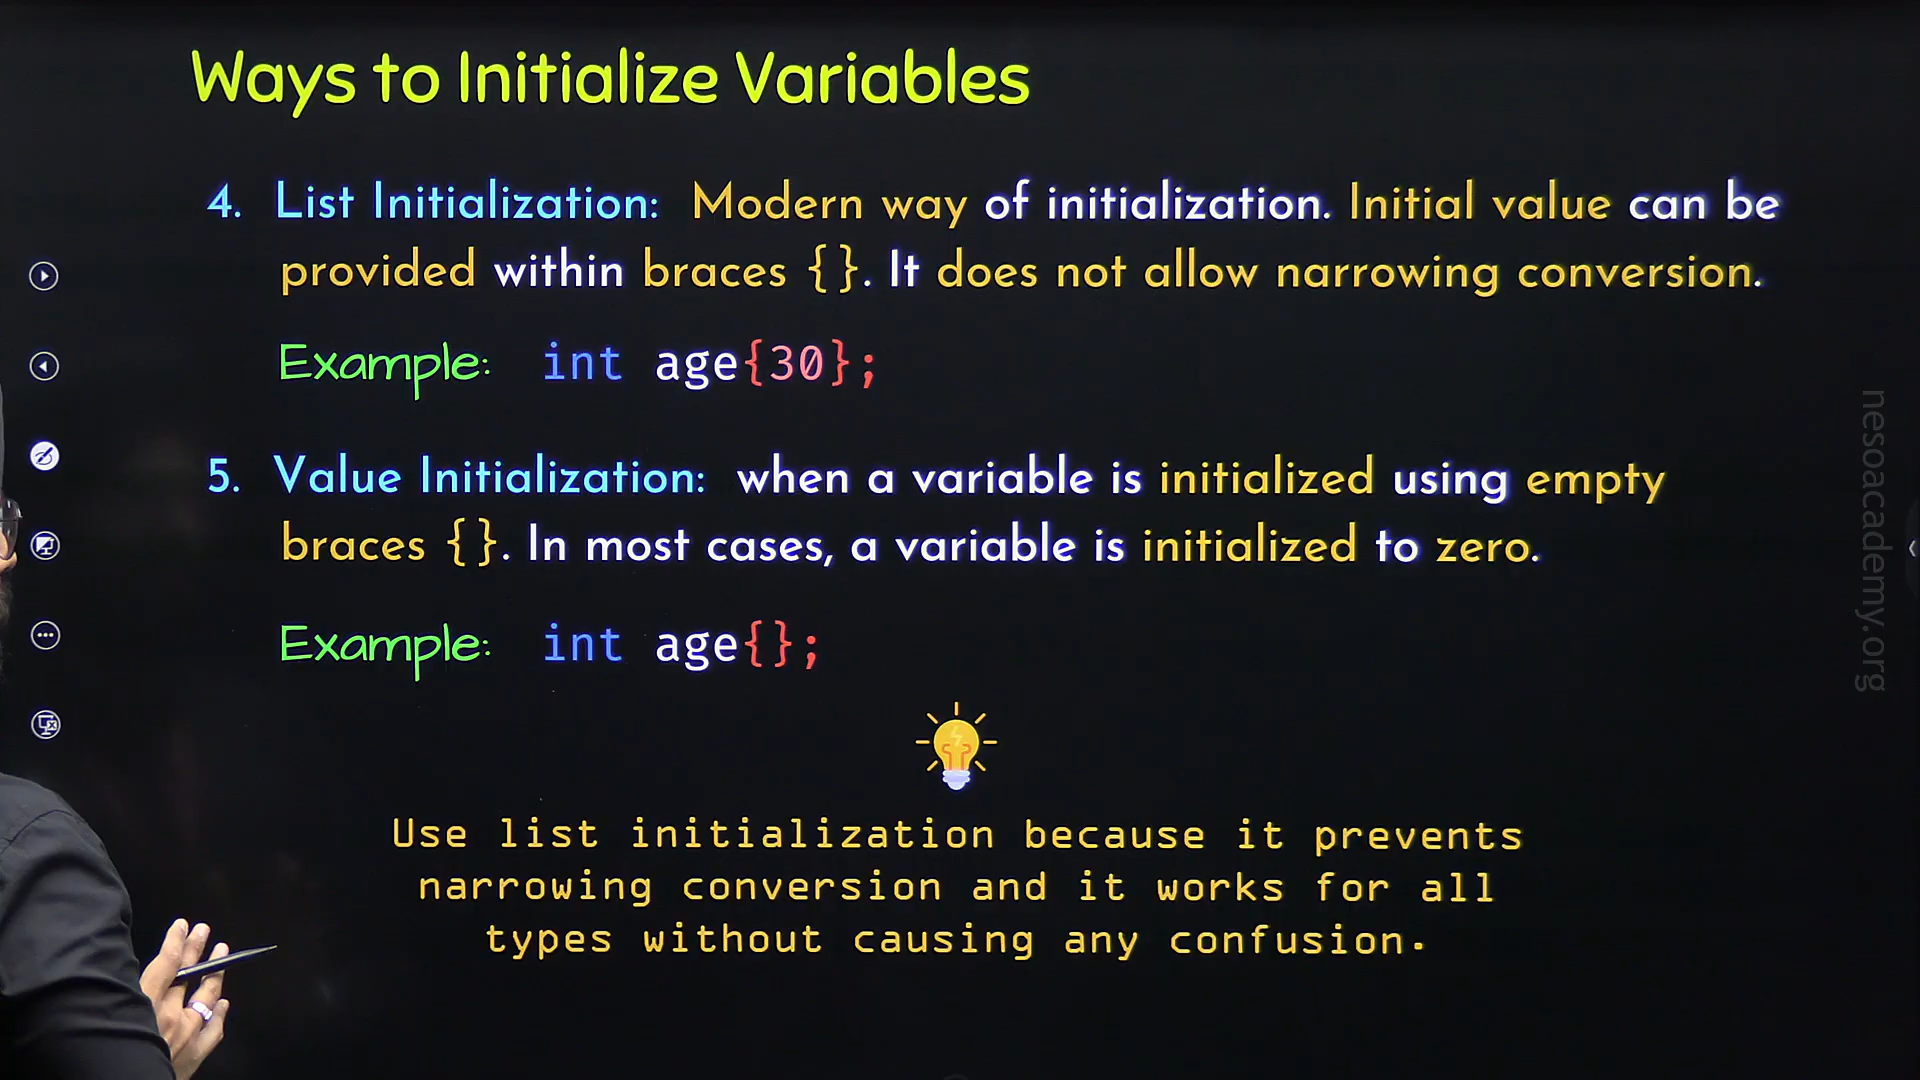 Ways to Initialize Variables
4. List Initialization: Modern way of initialization. Initial value can be
provided within braces {}. It does not allow narrowing conversion.
Example: int age{30};
5. Value Initialization: when a variable is initialized using empty
braces {}. In most cases, a variable is initialized to zero.
Example: int age{};
Use list initialization because it prevents
narrowing conversion and it works for all
types without causing any confusion.
nesoacademy.org